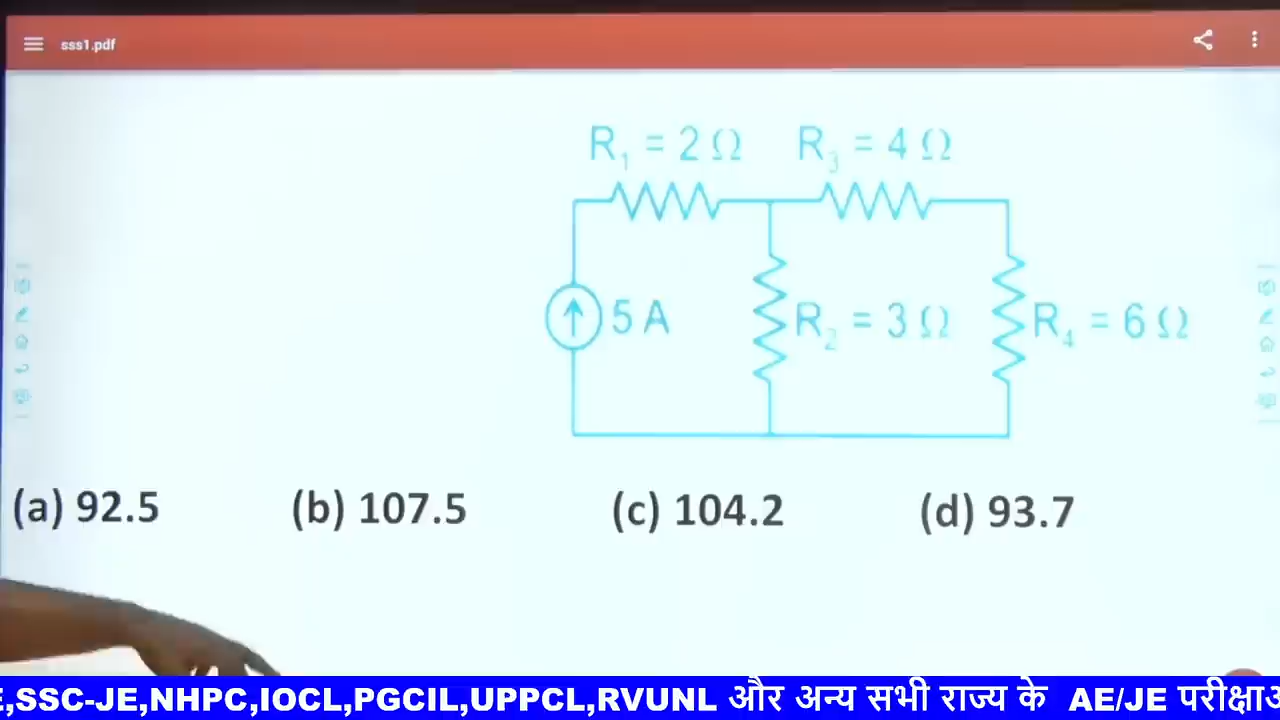 sss1.pdf
R₁ = 2 Ω R₃ = 4 Ω
5 A R₂ = 3 Ω R₄ = 6 Ω
(a) 92.5 (b) 107.5 (c) 104.2 (d) 93.7
E,SSC-JE,NHPC,IOCL,PGCIL,UPPCL,RVUNL और अन्य सभी राज्य के AE/JE परीक्षाओ